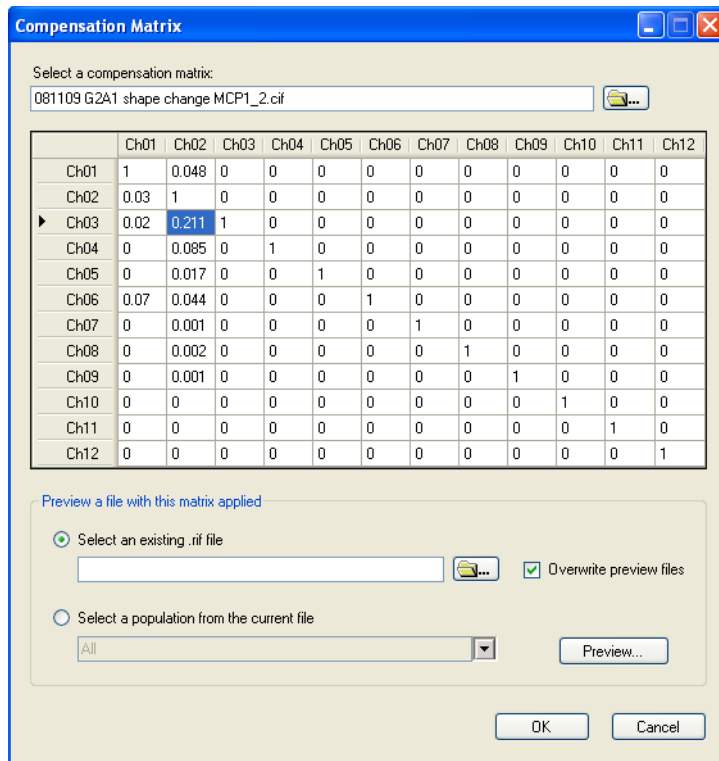 Compensation Matrix
Select a compensation matrix:
081109 G2A1 shape change MCP1_2.cif
...
Ch01 Ch02 Ch03 Ch04 Ch05 Ch06 Ch07 Ch08 Ch09 Ch10 Ch11 Ch12
Ch01 1 0.048 0 0 0 0 0 0 0 0 0 0
Ch02 0.03 1 0 0 0 0 0 0 0 0 0 0
Ch03 0.02 0.211 1 0 0 0 0 0 0 0 0 0
Ch04 0 0.085 0 1 0 0 0 0 0 0 0 0
Ch05 0 0.017 0 0 1 0 0 0 0 0 0 0
Ch06 0.07 0.044 0 0 0 1 0 0 0 0 0 0
Ch07 0 0.001 0 0 0 0 1 0 0 0 0 0
Ch08 0 0.002 0 0 0 0 0 1 0 0 0 0
Ch09 0 0.001 0 0 0 0 0 0 1 0 0 0
Ch10 0 0 0 0 0 0 0 0 0 1 0 0
Ch11 0 0 0 0 0 0 0 0 0 0 1 0
Ch12 0 0 0 0 0 0 0 0 0 0 0 1
Preview a file with this matrix applied
Select an existing .rif file
... Overwrite preview files
Select a population from the current file
All Preview...
OK Cancel